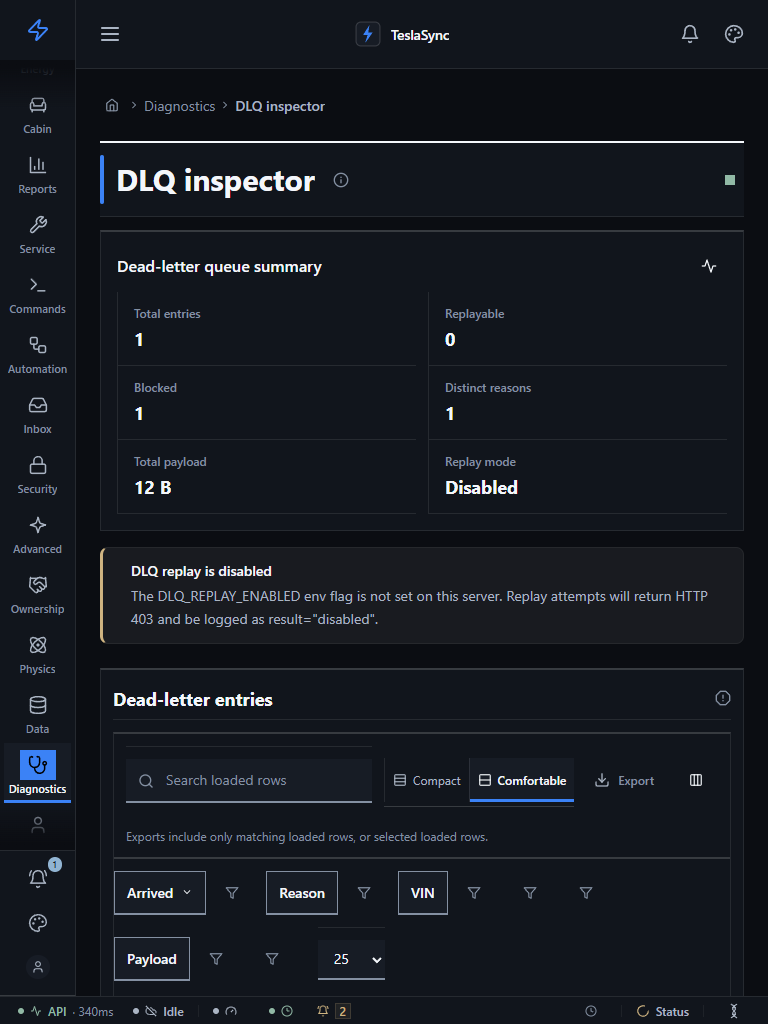 TeslaSync
Energy
Cabin
Reports
Service
Commands
Automation
Inbox
Security
Advanced
Ownership
Physics
Data
Diagnostics
1
Diagnostics
DLQ inspector
DLQ inspector
Dead-letter queue summary
Total entries
1
Replayable
0
Blocked
1
Distinct reasons
1
Total payload
12 B
Replay mode
Disabled
DLQ replay is disabled
The DLQ_REPLAY_ENABLED env flag is not set on this server. Replay attempts will return HTTP
403 and be logged as result="disabled".
Dead-letter entries
Search loaded rows
Compact
Comfortable
Export
Exports include only matching loaded rows, or selected loaded rows.
Arrived
Reason
VIN
Payload
25
API · 340ms
Idle
2
Status